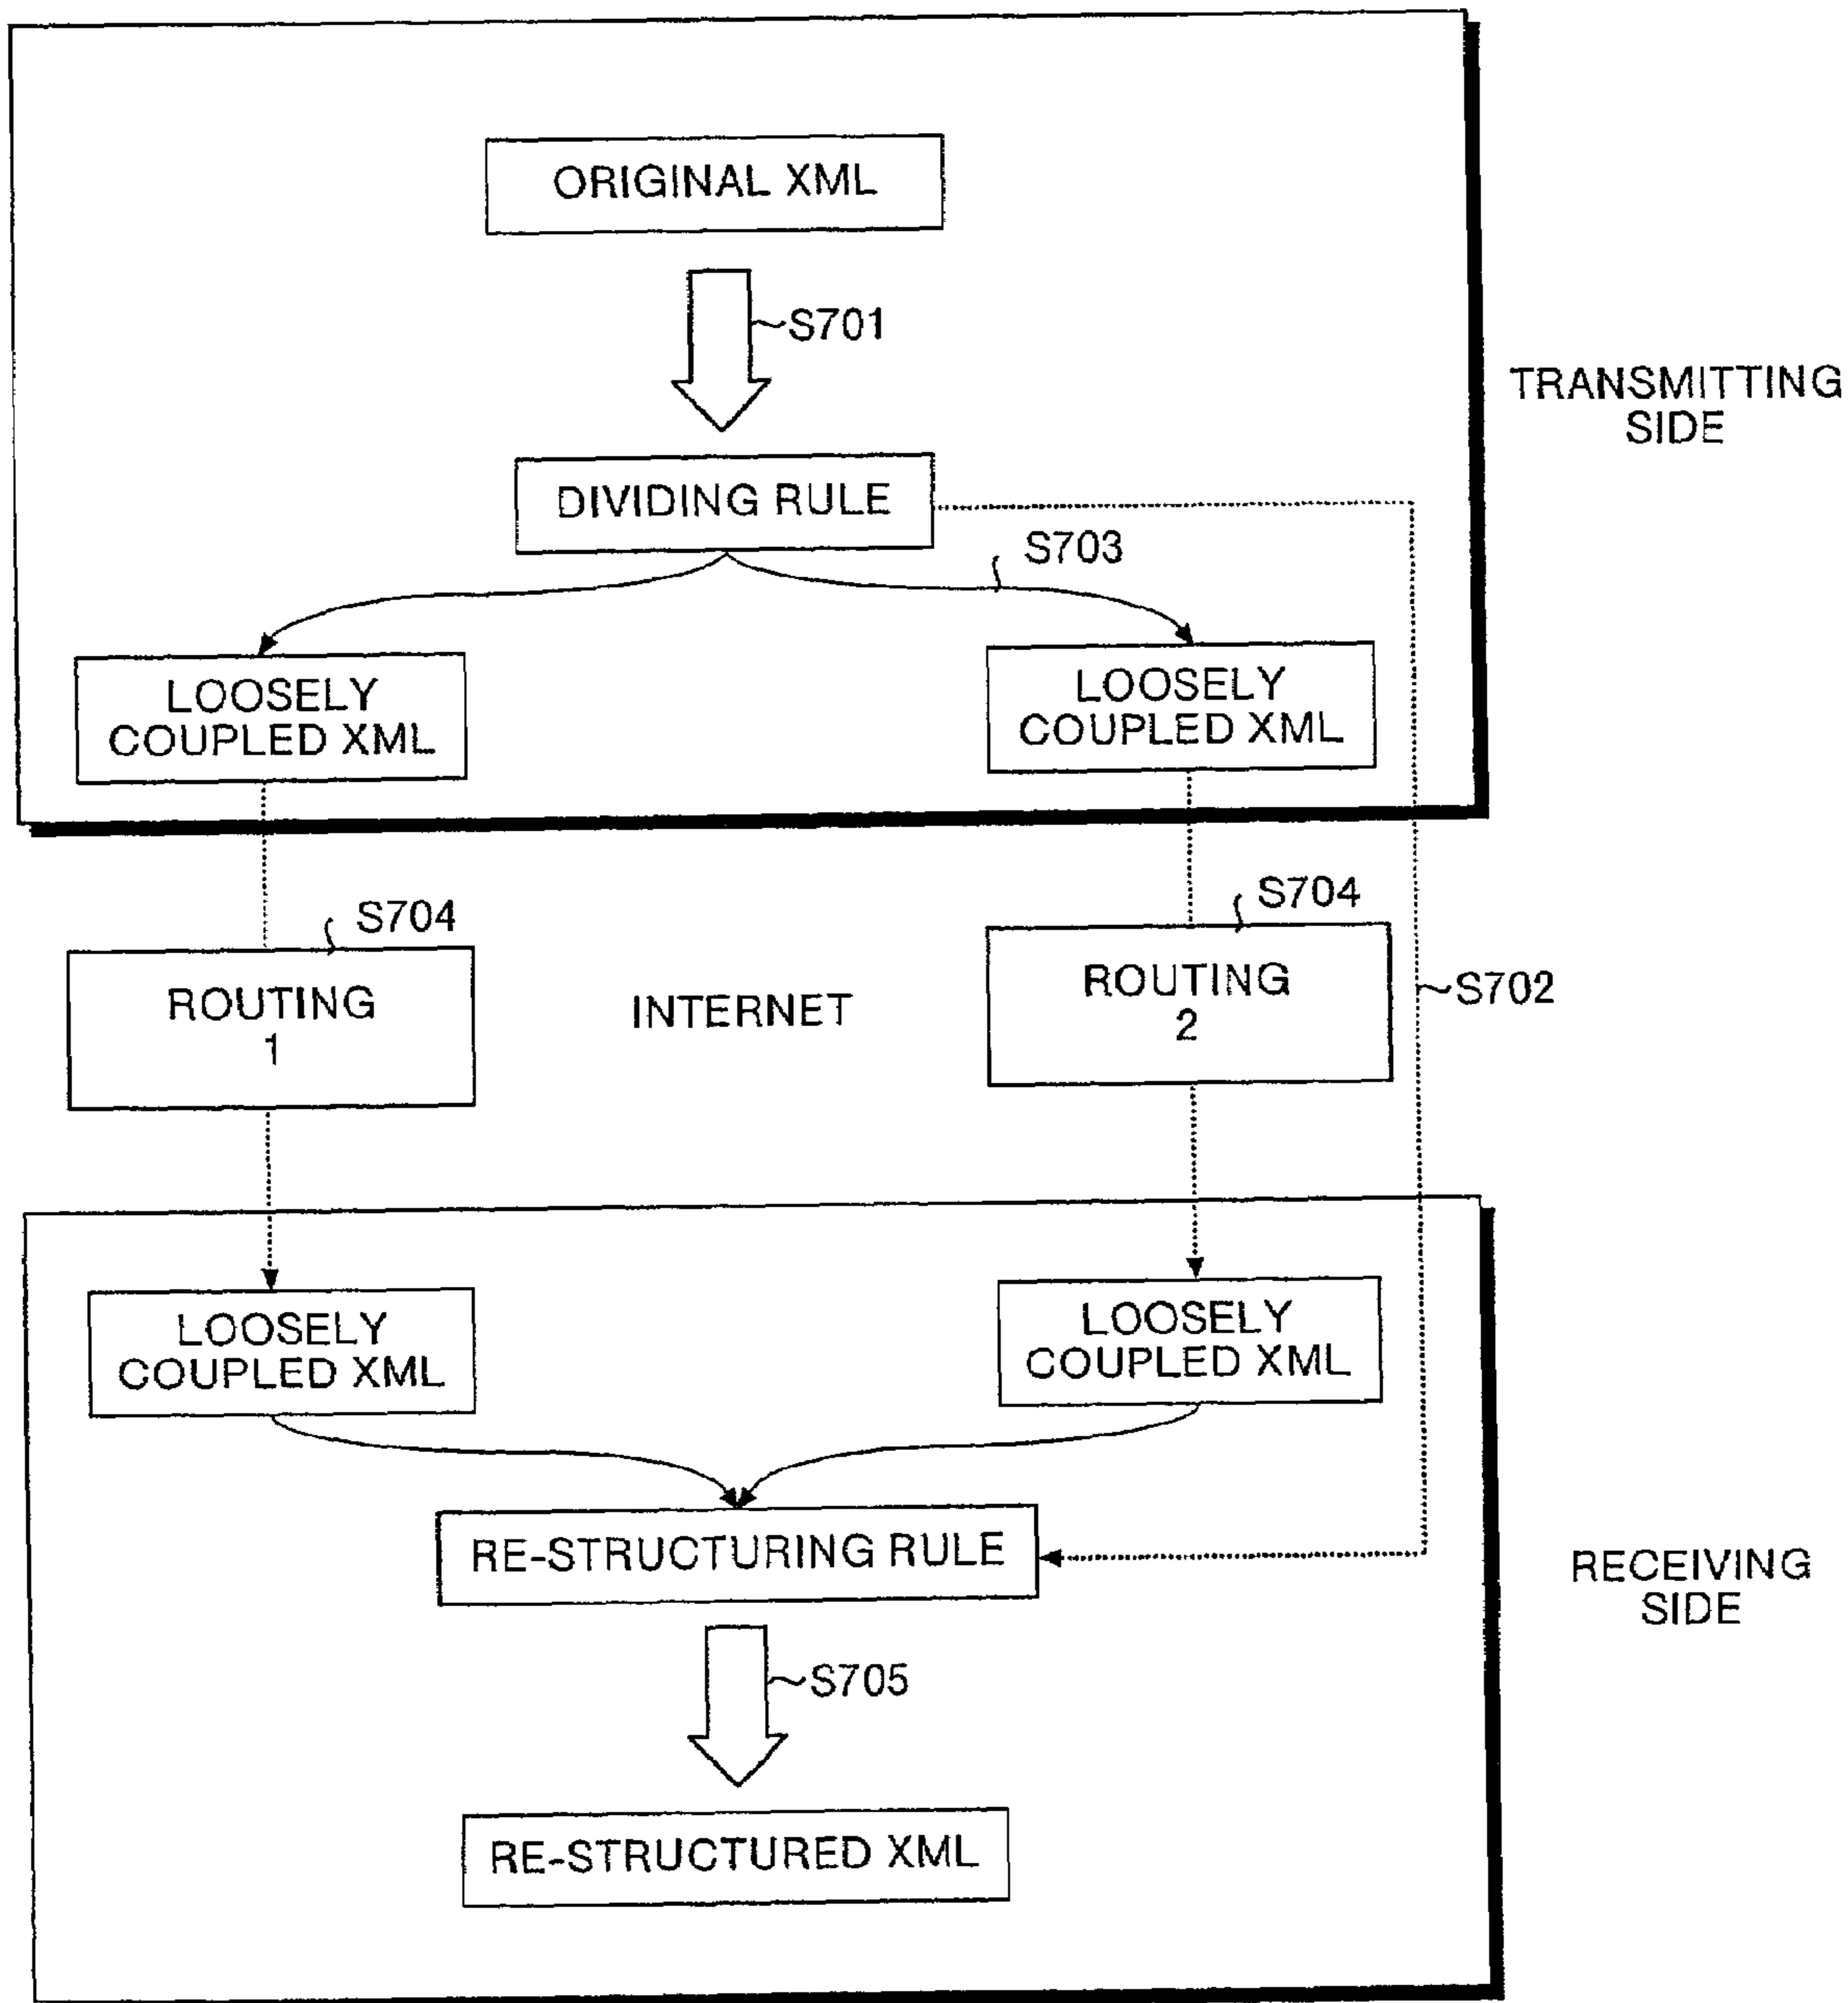 ORIGINAL XML
S701
TRANSMITTING
SIDE
DIVIDING RULE
S703
LOOSELY
COUPLED XML
LOOSELY
COUPLED XML
S704
S704
ROUTING
1
INTERNET
ROUTING
2
S702
LOOSELY
COUPLED XML
LOOSELY
COUPLED XML
RE-STRUCTURING RULE
RECEIVING
SIDE
S705
RE-STRUCTURED XML